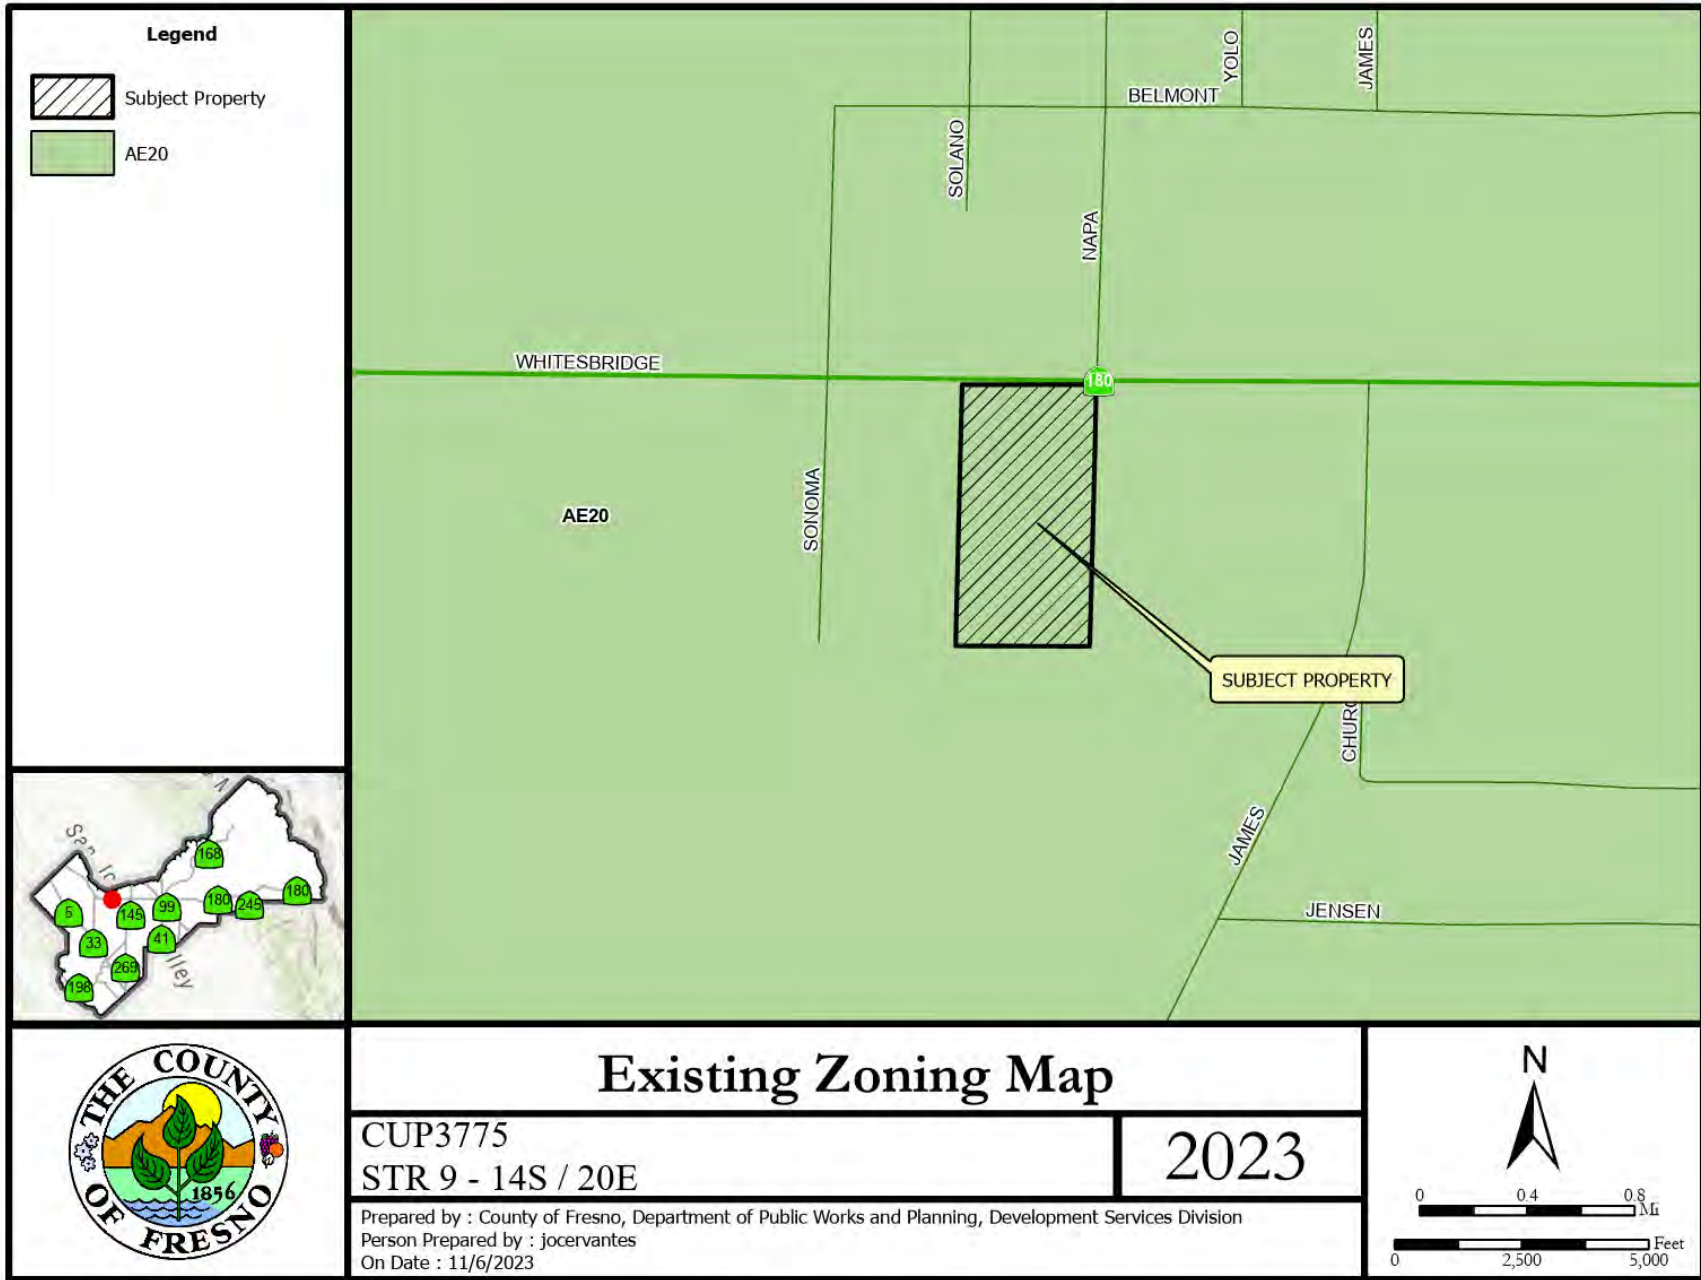 Legend
Subject Property
AE20
YOLO
JAMES
BELMONT
SOLANO
NAPA
WHITESBRIDGE
180
SONOMA
AE20
SUBJECT PROPERTY
CHURC
JAMES
JENSEN
San Jo
168
180
180
245
5
145
99
33
41
269
198
lley
THE COUNTY
OF FRESNO
1856
Existing Zoning Map
CUP3775
STR 9 - 14S / 20E
2023
Prepared by : County of Fresno, Department of Public Works and Planning, Development Services Division
Person Prepared by : jocervantes
On Date : 11/6/2023
N
0 0.4 0.8
Mi
Feet
0 2,500 5,000